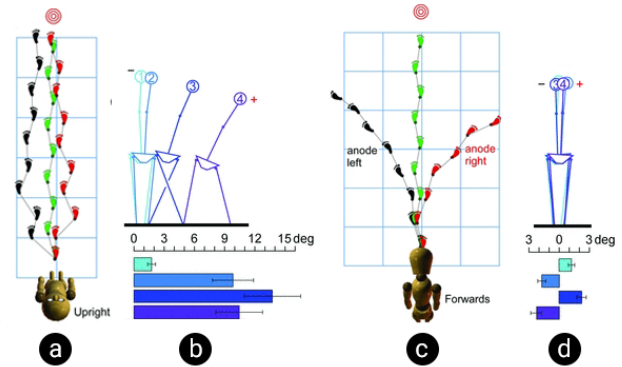 - 1 2 3 4 +
Upright
0 3 6 9 12 15 deg
anode
left
anode
right
Forwards
- 3 4 +
3 0 3 deg
a b c d